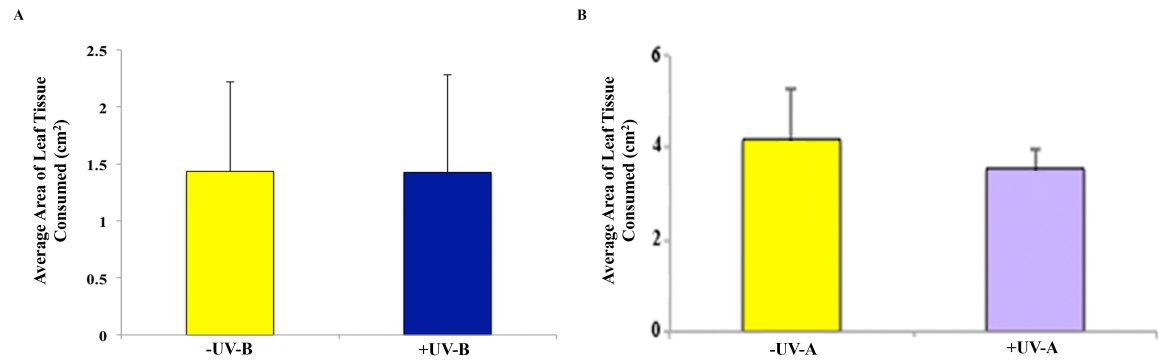 A
Average Area of Leaf Tissue
Consumed (cm²)
2.5
2
1.5
1
0.5
0
-UV-B
+UV-B
B
Average Area of Leaf Tissue
Consumed (cm²)
6
4
2
0
-UV-A
+UV-A